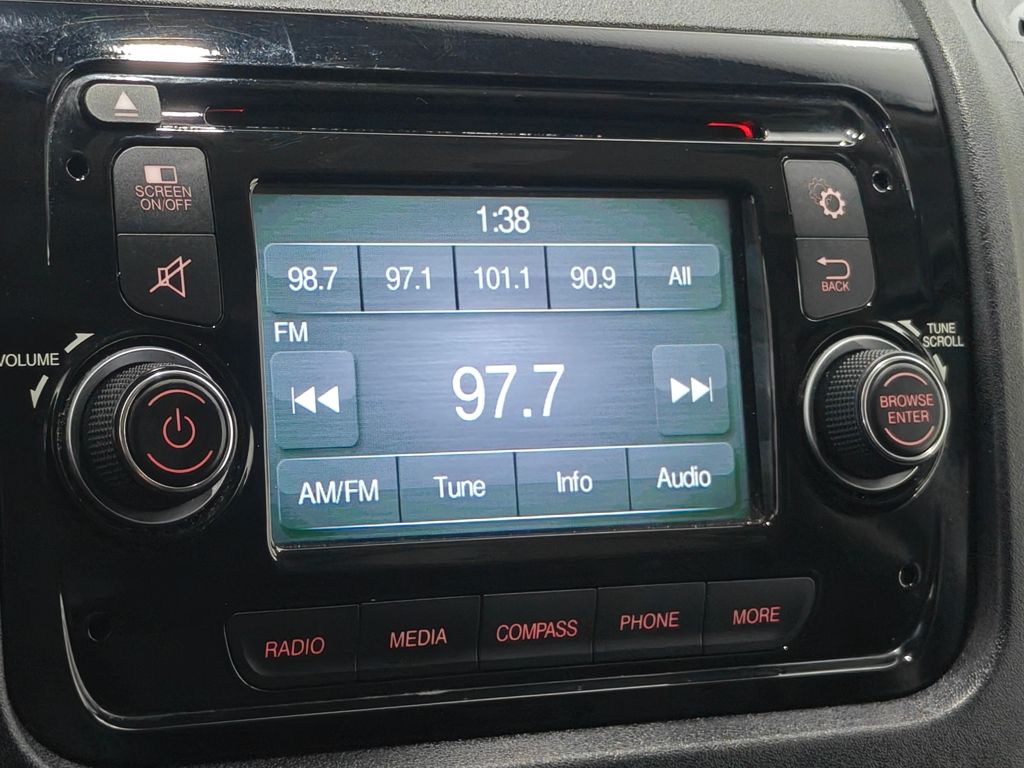 SCREEN
ON/OFF
1:38
98.7 97.1 101.1 90.9 All
BACK
FM
VOLUME
TUNE
SCROLL
97.7
BROWSE
ENTER
AM/FM Tune Info Audio
RADIO MEDIA COMPASS PHONE MORE